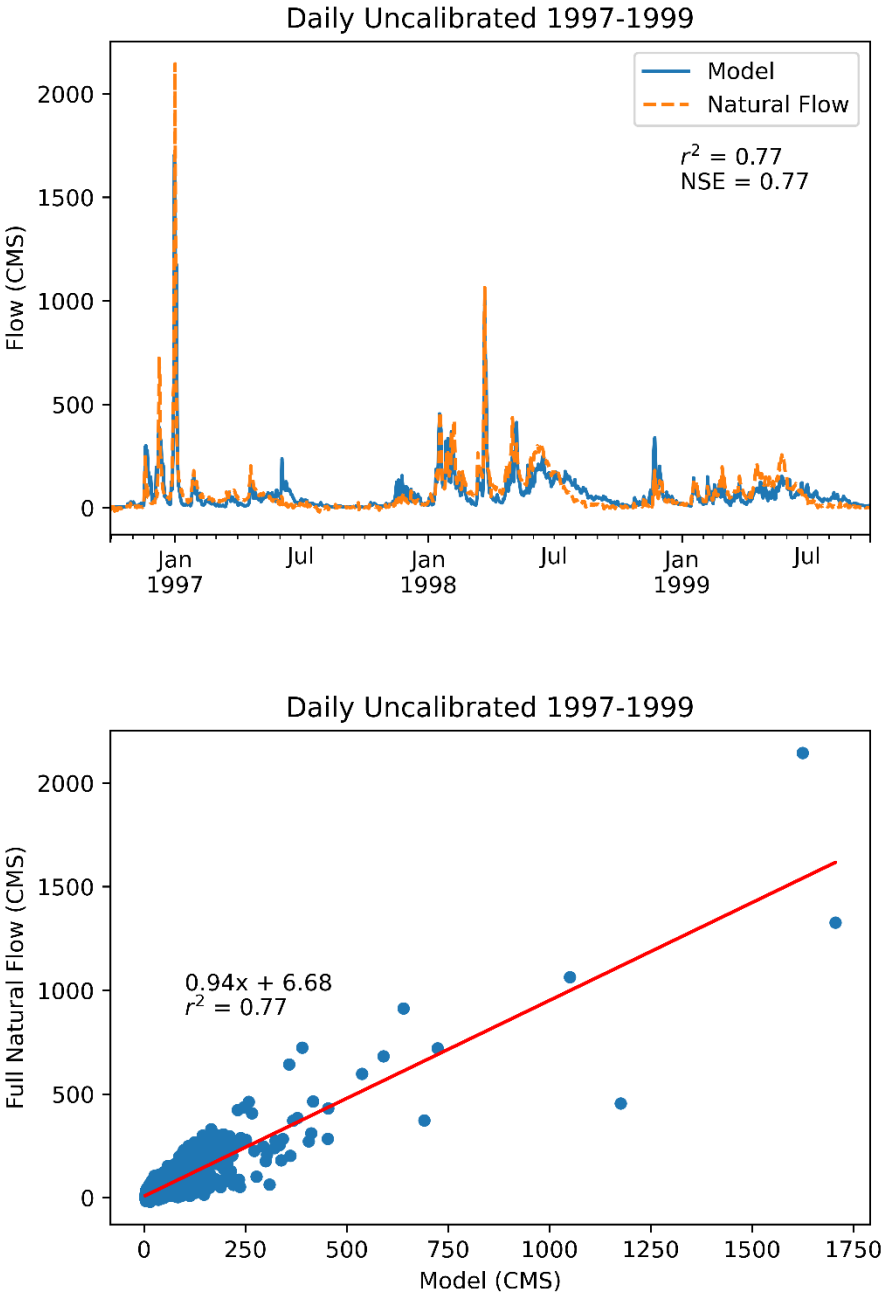 Daily Uncalibrated 1997-1999
Flow (CMS)
2000
1500
1000
500
0
Model
Natural Flow
r² = 0.77
NSE = 0.77
Jan Jul Jan Jul Jan Jul
1997 1998 1999
Daily Uncalibrated 1997-1999
Full Natural Flow (CMS)
2000
1500
1000
500
0
0.94x + 6.68
r² = 0.77
0 250 500 750 1000 1250 1500 1750
Model (CMS)